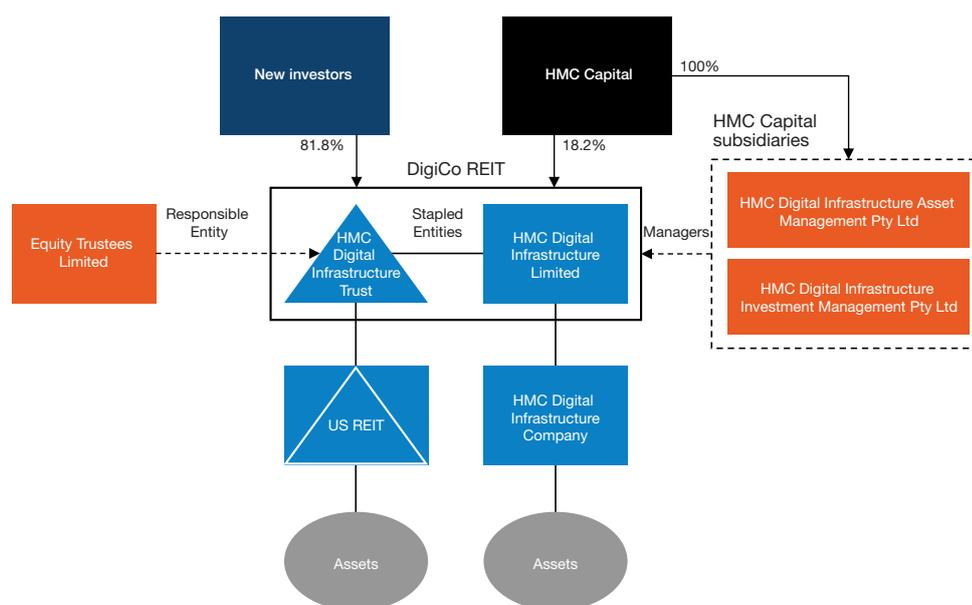 New investors
HMC Capital
100%
HMC Capital
subsidiaries
81.8%
18.2%
DigiCo REIT
Equity Trustees
Limited
Responsible
Entity
HMC
Digital
Infrastructure
Trust
Stapled
Entities
HMC Digital
Infrastructure
Limited
Managers
HMC Digital Infrastructure Asset
Management Pty Ltd
HMC Digital Infrastructure
Investment Management Pty Ltd
US REIT
HMC Digital
Infrastructure
Company
Assets
Assets